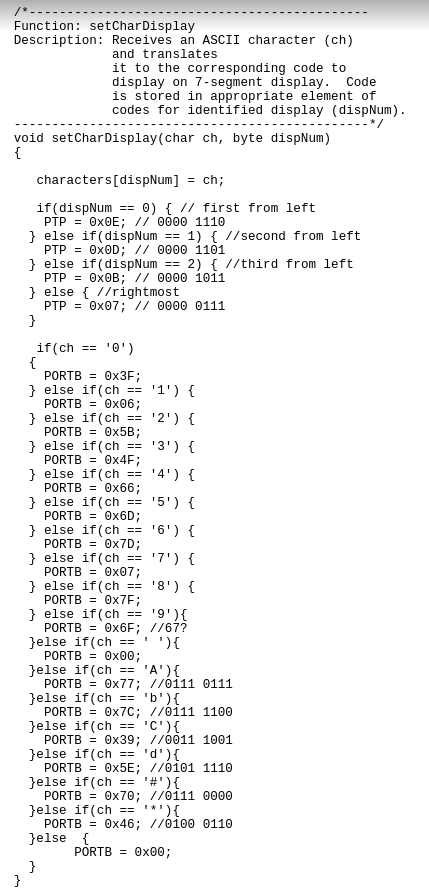 /*---------------------------------------------
Function: setCharDisplay
Description: Receives an ASCII character (ch)
             and translates
             it to the corresponding code to
             display on 7-segment display.  Code
             is stored in appropriate element of
             codes for identified display (dispNum).
-----------------------------------------------*/
void setCharDisplay(char ch, byte dispNum)
{
   characters[dispNum] = ch;
   if(dispNum == 0) { // first from left
    PTP = 0x0E; // 0000 1110
  } else if(dispNum == 1) { //second from left
    PTP = 0x0D; // 0000 1101
  } else if(dispNum == 2) { //third from left
    PTP = 0x0B; // 0000 1011
  } else { //rightmost
    PTP = 0x07; // 0000 0111
  }
   if(ch == '0')
  {
    PORTB = 0x3F;
  } else if(ch == '1') {
    PORTB = 0x06;
  } else if(ch == '2') {
    PORTB = 0x5B;
  } else if(ch == '3') {
    PORTB = 0x4F;
  } else if(ch == '4') {
    PORTB = 0x66;
  } else if(ch == '5') {
    PORTB = 0x6D;
  } else if(ch == '6') {
    PORTB = 0x7D;
  } else if(ch == '7') {
    PORTB = 0x07;
  } else if(ch == '8') {
    PORTB = 0x7F;
  } else if(ch == '9'){
    PORTB = 0x6F; //67?
  }else if(ch == ' '){
    PORTB = 0x00;
  }else if(ch == 'A'){
    PORTB = 0x77; //0111 0111
  }else if(ch == 'b'){
    PORTB = 0x7C; //0111 1100
  }else if(ch == 'C'){
    PORTB = 0x39; //0011 1001
  }else if(ch == 'd'){
    PORTB = 0x5E; //0101 1110
  }else if(ch == '#'){
    PORTB = 0x70; //0111 0000
  }else if(ch == '*'){
    PORTB = 0x46; //0100 0110
  }else  {
        PORTB = 0x00;
  }
}